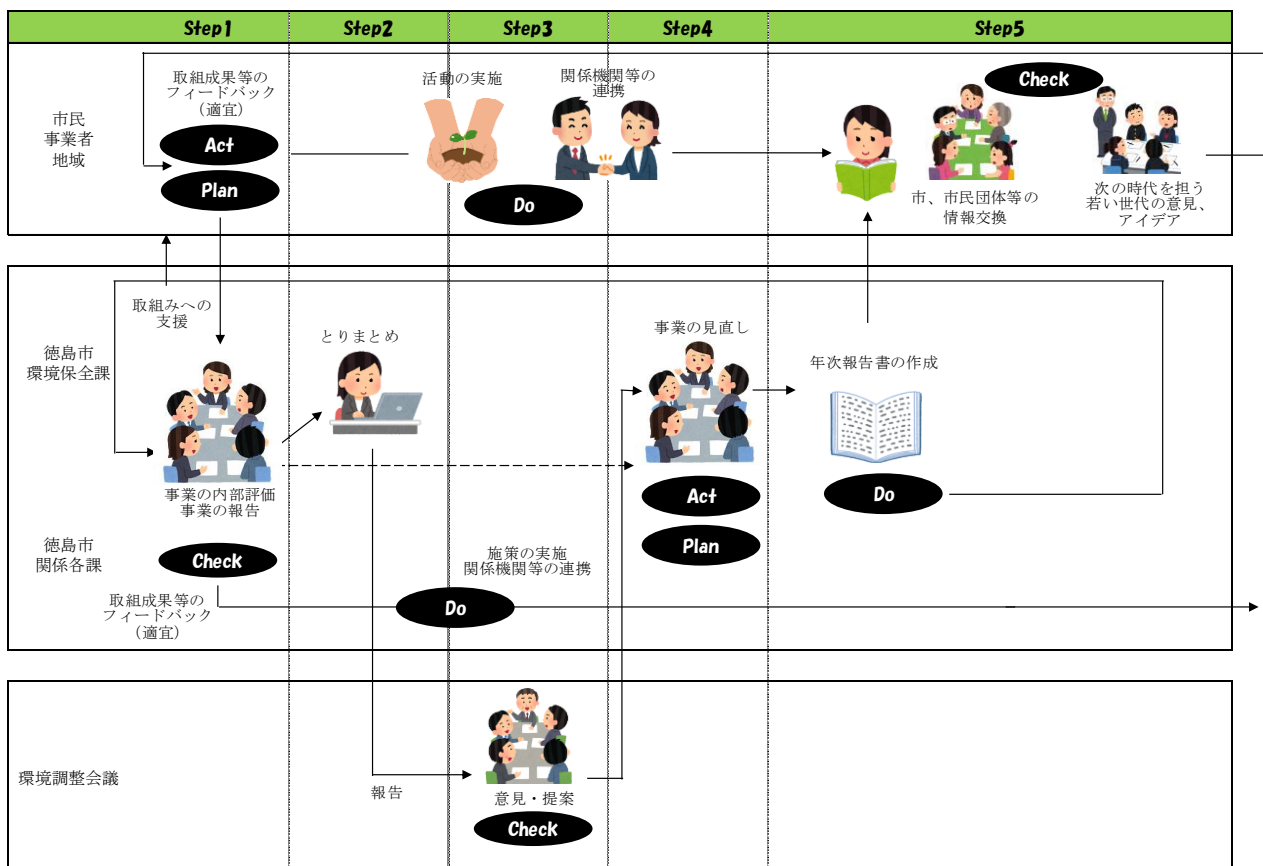 Step1
Step2
Step3
Step4
Step5
市民
事業者
地域
取組成果等の
フィードバック
（適宜）
Act
Plan
活動の実施
関係機関等の
連携
Do
Check
市、市民団体等の
情報交換
次の時代を担う
若い世代の意見、
アイデア
徳島市
環境保全課
取組みへの
支援
とりまとめ
事業の見直し
年次報告書の作成
事業の内部評価
事業の報告
Act
Plan
Do
徳島市
関係各課
Check
施策の実施
関係機関等の連携
取組成果等の
フィードバック
（適宜）
Do
環境調整会議
報告
意見・提案
Check